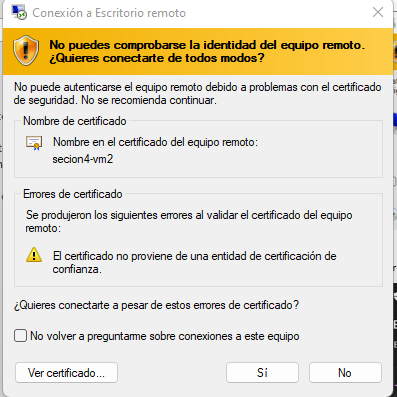 Conexión a Escritorio remoto
No puedes comprobarse la identidad del equipo remoto.
¿Quieres conectarte de todos modos?
No puede autenticarse el equipo remoto debido a problemas con el certificado
de seguridad. No se recomienda continuar.
Nombre de certificado
Nombre en el certificado del equipo remoto:
secion4-vm2
Errores de certificado
Se produjeron los siguientes errores al validar el certificado del equipo
remoto:
El certificado no proviene de una entidad de certificación de
confianza.
¿Quieres conectarte a pesar de estos errores de certificado?
No volver a preguntarme sobre conexiones a este equipo
Ver certificado...
Sí
No